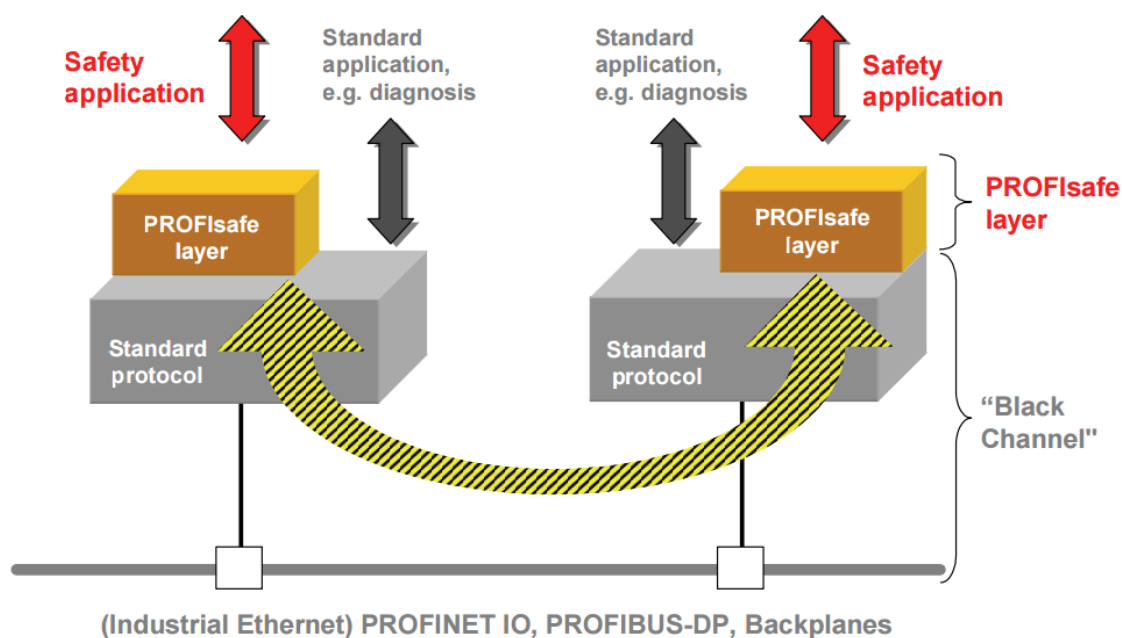 Safety
application
Standard
application,
e.g. diagnosis
Standard
application,
e.g. diagnosis
Safety
application
PROFIsafe
layer
PROFIsafe
layer
PROFIsafe
layer
Standard
protocol
Standard
protocol
“Black
Channel"
(Industrial Ethernet) PROFINET IO, PROFIBUS-DP, Backplanes